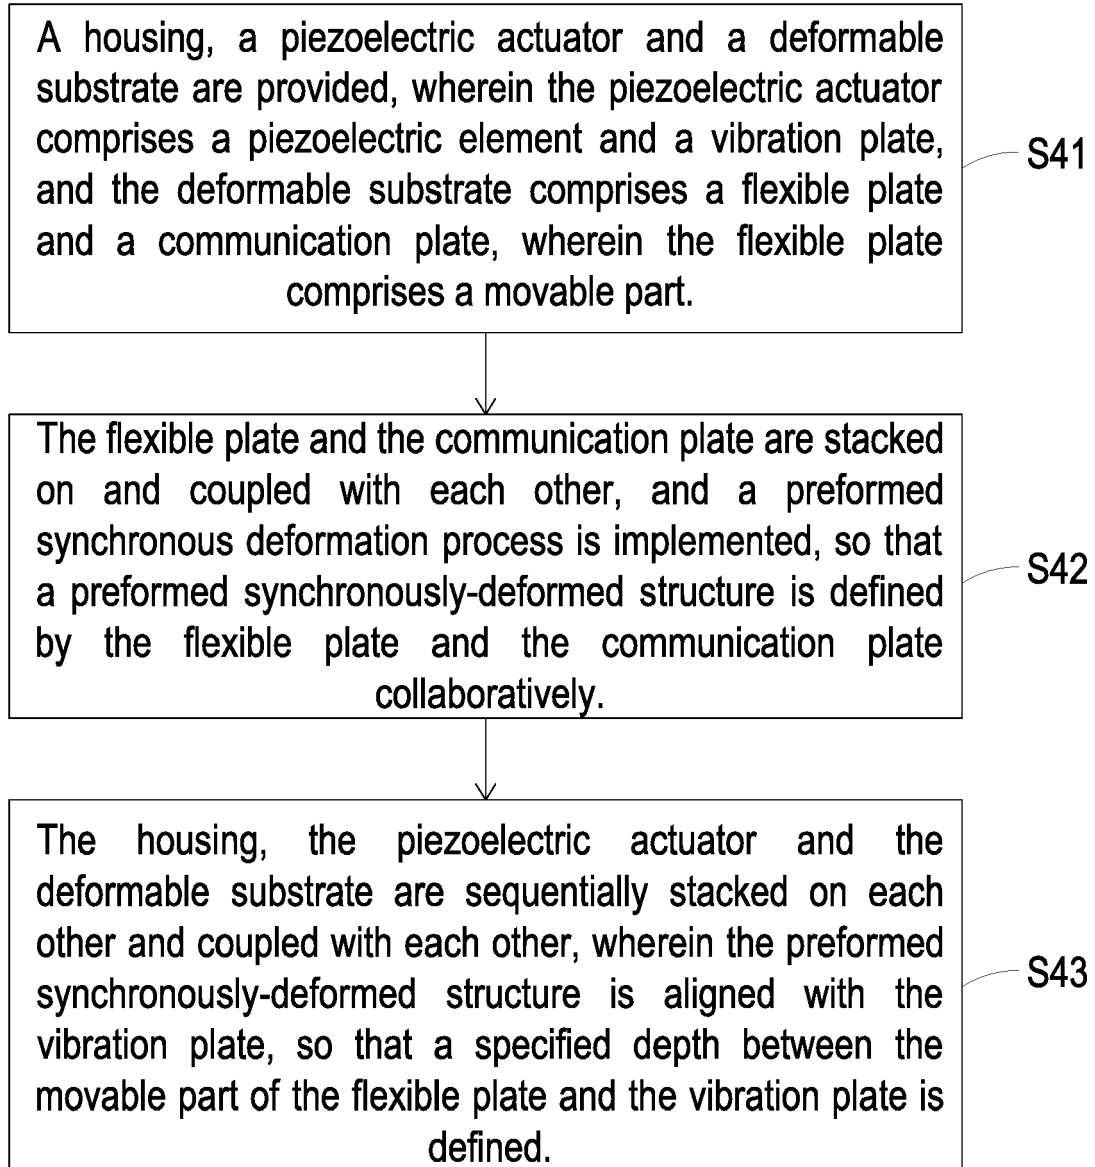 A housing, a piezoelectric actuator and a deformable
substrate are provided, wherein the piezoelectric actuator
comprises a piezoelectric element and a vibration plate,
and the deformable substrate comprises a flexible plate
and a communication plate, wherein the flexible plate
comprises a movable part.
S41
The flexible plate and the communication plate are stacked
on and coupled with each other, and a preformed
synchronous deformation process is implemented, so that
a preformed synchronously-deformed structure is defined
by the flexible plate and the communication plate
collaboratively.
S42
The housing, the piezoelectric actuator and the
deformable substrate are sequentially stacked on each
other and coupled with each other, wherein the preformed
synchronously-deformed structure is aligned with the
vibration plate, so that a specified depth between the
movable part of the flexible plate and the vibration plate is
defined.
S43